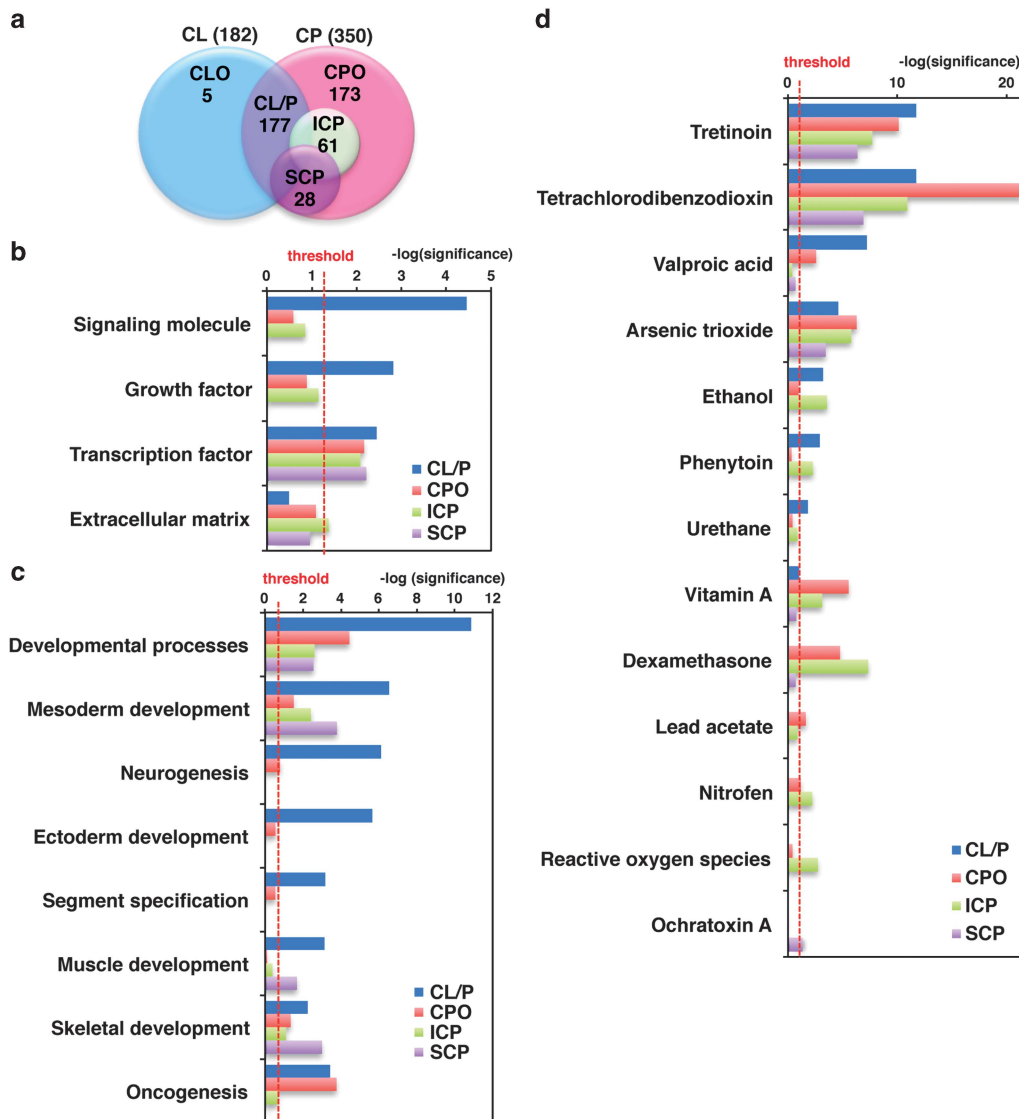 a
CL (182) CP (350)
CLO
5
CL/P
177
CPO
173
ICP
61
SCP
28
b
threshold -log(significance)
0 1 2 3 4 5
Signaling molecule
Growth factor
Transcription factor
Extracellular matrix
CL/P
CPO
ICP
SCP
c
threshold -log (significance)
0 2 4 6 8 10 12
Developmental processes
Mesoderm development
Neurogenesis
Ectoderm development
Segment specification
Muscle development
Skeletal development
Oncogenesis
CL/P
CPO
ICP
SCP
d
threshold -log(significance)
0 10 20
Tretinoin
Tetrachlorodibenzodioxin
Valproic acid
Arsenic trioxide
Ethanol
Phenytoin
Urethane
Vitamin A
Dexamethasone
Lead acetate
Nitrofen
Reactive oxygen species
Ochratoxin A
CL/P
CPO
ICP
SCP